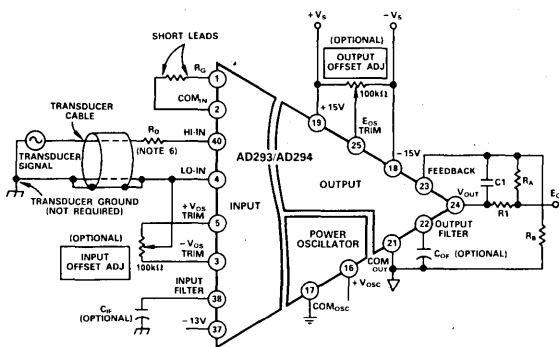 +VS
−VS
SHORT LEADS
(OPTIONAL)
OUTPUT
OFFSET ADJ
RG
1
COMIN
2
100kΩ
TRANSDUCER
CABLE
19
+15V
EOS
TRIM
25
RO
(NOTE 6)
HI-IN
40
TRANSDUCER
SIGNAL
LO-IN
4
AD293/AD294
−15V
18
FEEDBACK
23
C1
RA
TRANSDUCER GROUND
(NOT REQUIRED)
INPUT
OUTPUT
VOUT
24
R1
EO
+VOS
TRIM
5
(OPTIONAL)
INPUT
OFFSET ADJ
−VOS
TRIM
3
100kΩ
POWER
OSCILLATOR
22
OUTPUT
FILTER
RB
21
COM
OUT
COF (OPTIONAL)
INPUT
FILTER
38
CIF
(OPTIONAL)
16
+VOSC
17
COMOSC
−13V
37